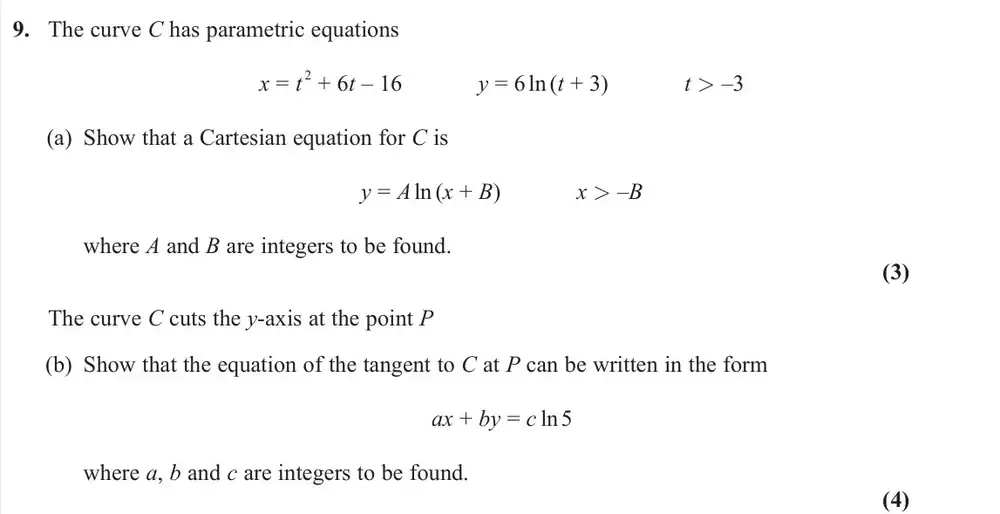 9. The curve C has parametric equations
x = t² + 6t – 16 y = 6 ln (t + 3) t > –3
(a) Show that a Cartesian equation for C is
y = A ln (x + B) x > –B
where A and B are integers to be found.
(3)
The curve C cuts the y-axis at the point P
(b) Show that the equation of the tangent to C at P can be written in the form
ax + by = c ln 5
where a, b and c are integers to be found.
(4)